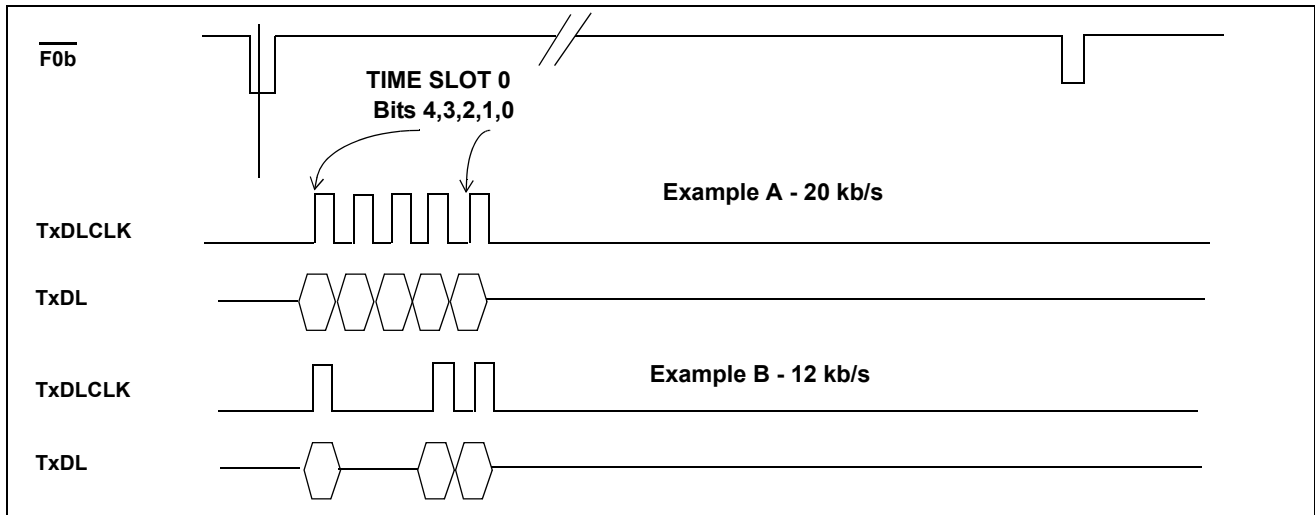 F0b
TIME SLOT 0
Bits 4,3,2,1,0
Example A - 20 kb/s
TxDLCLK
TxDL
Example B - 12 kb/s
TxDLCLK
TxDL